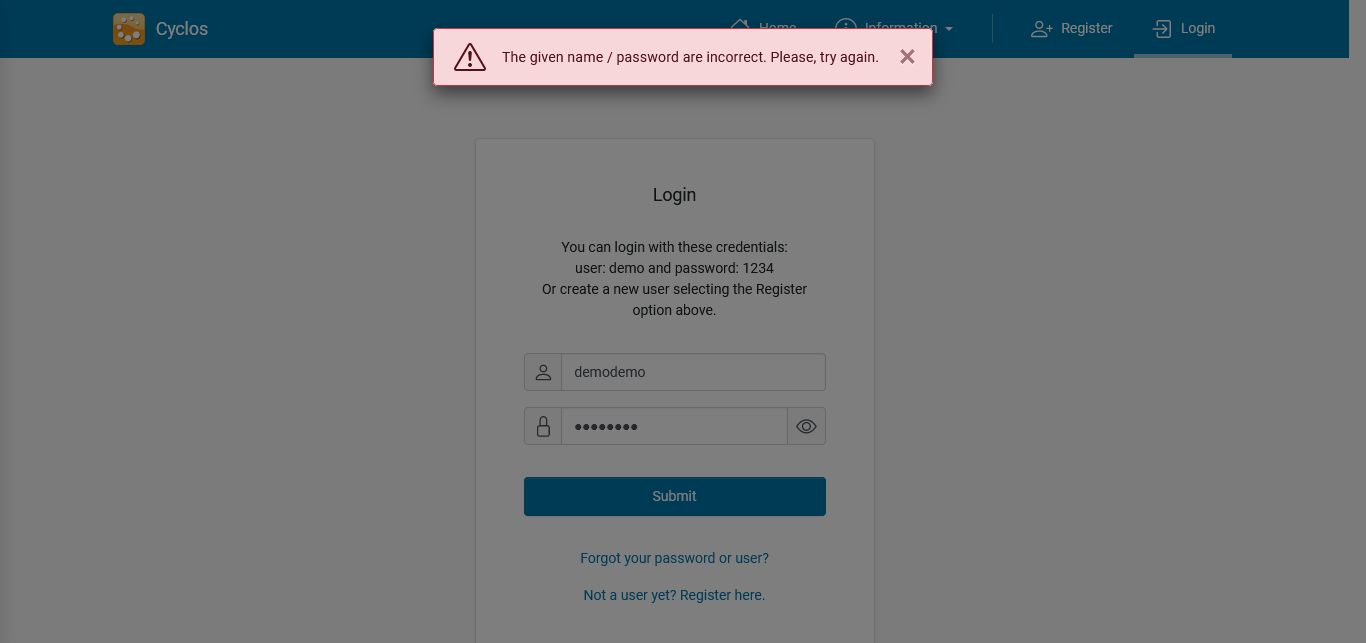 Cyclos
Home
Information
Register
Login
The given name / password are incorrect. Please, try again.
Login
You can login with these credentials:
user: demo and password: 1234
Or create a new user selecting the Register
option above.
demodemo
••••••••
Submit
Forgot your password or user?
Not a user yet? Register here.